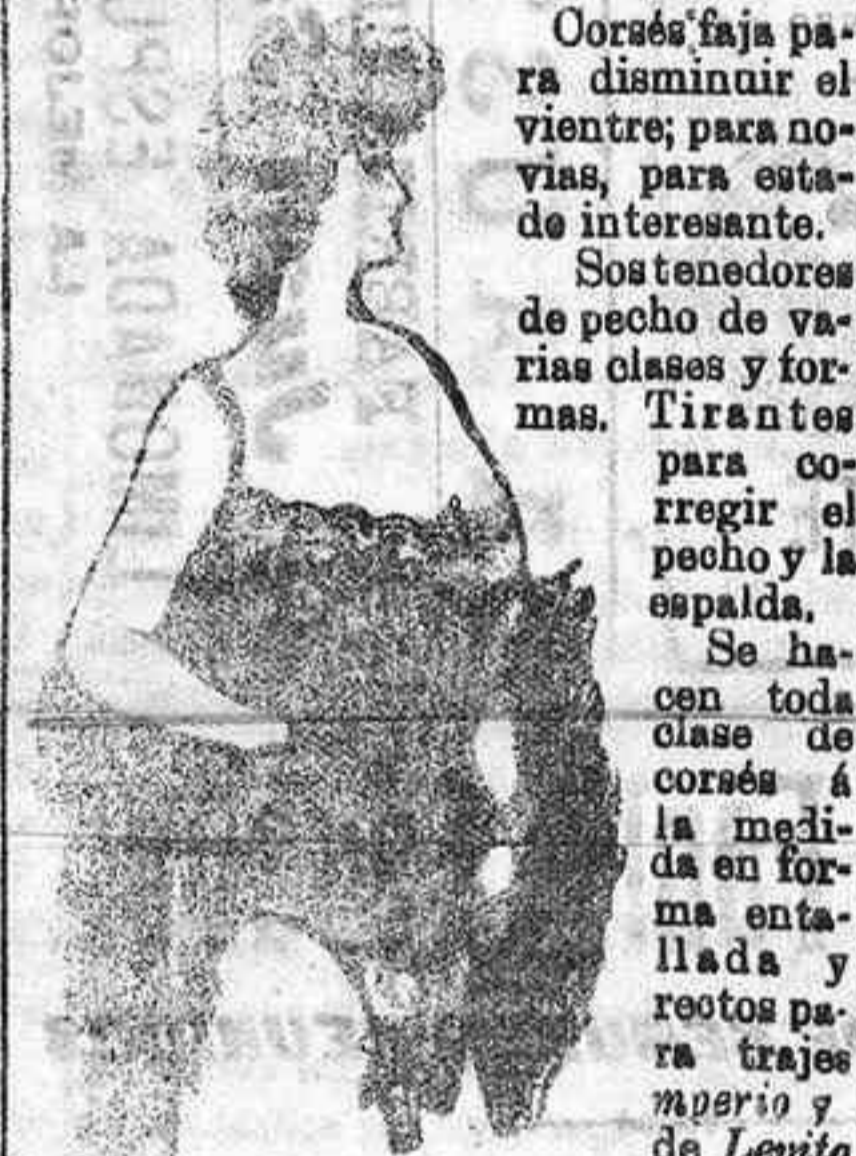 Corsés faja pa-
ra disminuir el
vientre; para no-
vias, para esta-
do interesante.
Sostenedores
de pecho de va-
rias clases y for-
mas. Tirantes
para co-
rregir el
pecho y la
espalda.
Se ha-
cen toda
clase de
corsés á
la medi-
da en for-
ma enta-
llada y
rectos pa-
ra trajes
mperio y
de Levita